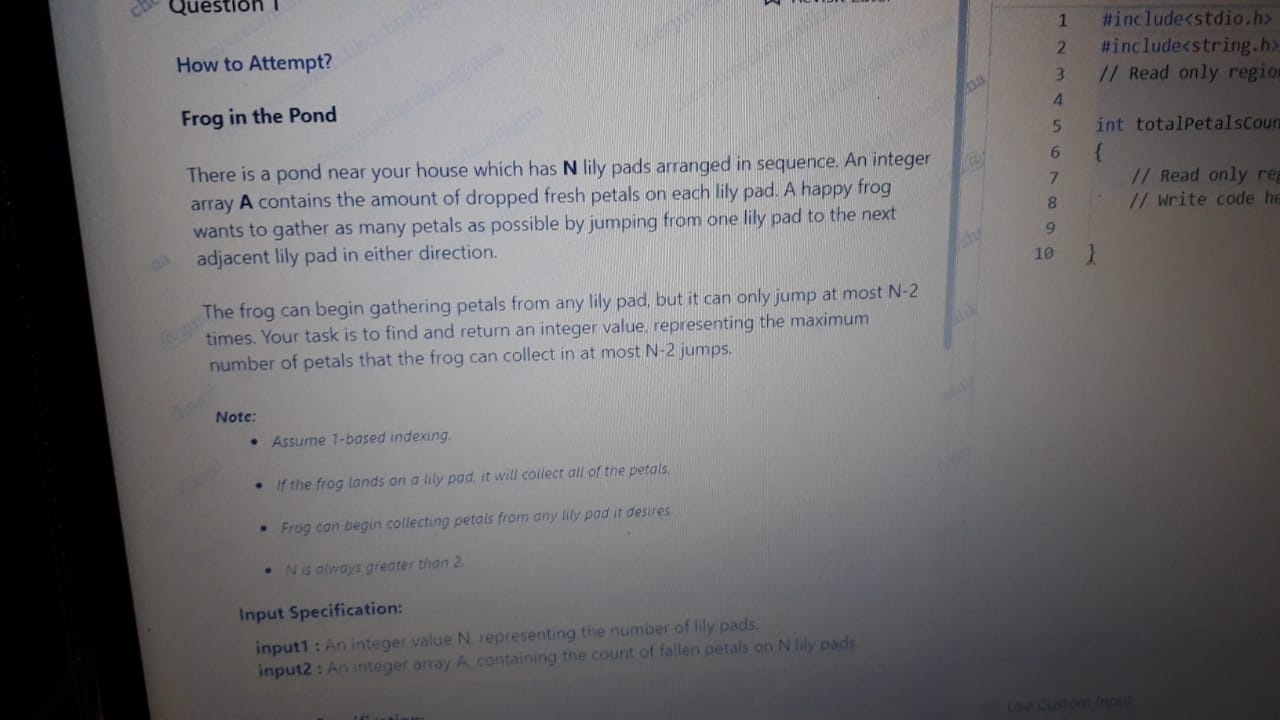 Question 1
How to Attempt?
Frog in the Pond
There is a pond near your house which has N lily pads arranged in sequence. An integer
array A contains the amount of dropped fresh petals on each lily pad. A happy frog
wants to gather as many petals as possible by jumping from one lily pad to the next
adjacent lily pad in either direction.
The frog can begin gathering petals from any lily pad, but it can only jump at most N-2
times. Your task is to find and return an integer value, representing the maximum
number of petals that the frog can collect in at most N-2 jumps.
Note:
• Assume 1-based indexing.
• If the frog lands on a lily pad, it will collect all of the petals.
• Frog can begin collecting petals from any lily pad it desires.
• N is always greater than 2.
Input Specification:
input1 : An integer value N, representing the number of lily pads.
input2 : An integer array A, containing the count of fallen petals on N lily pads.
1 #include<stdio.h>
2 #include<string.h>
3 // Read only regio
4
5 int totalPetalsCoun
6 {
7 // Read only reg
8 // Write code he
9
10 }
Use Custom Input